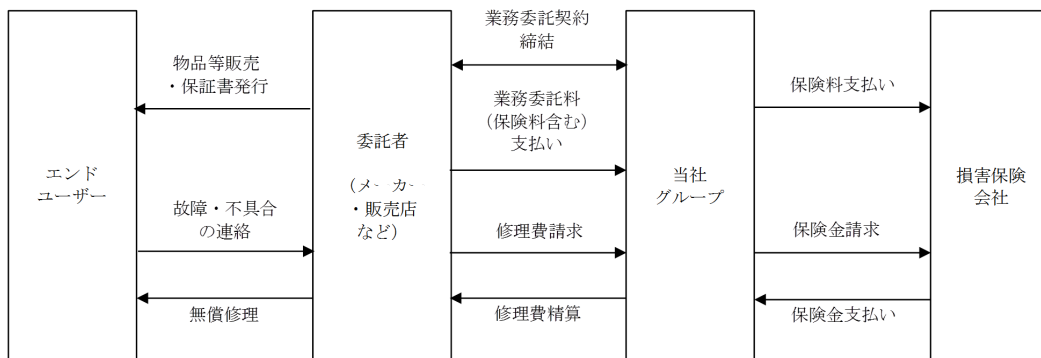 エンド
ユーザー
物品等販売
・保証書発行
故障・不具合
の連絡
無償修理
委託者
(メーカー
・販売店
など)
業務委託契約
締結
業務委託料
(保険料含む)
支払い
修理費請求
修理費精算
当社
グループ
保険料支払い
保険金請求
保険金支払い
損害保険
会社